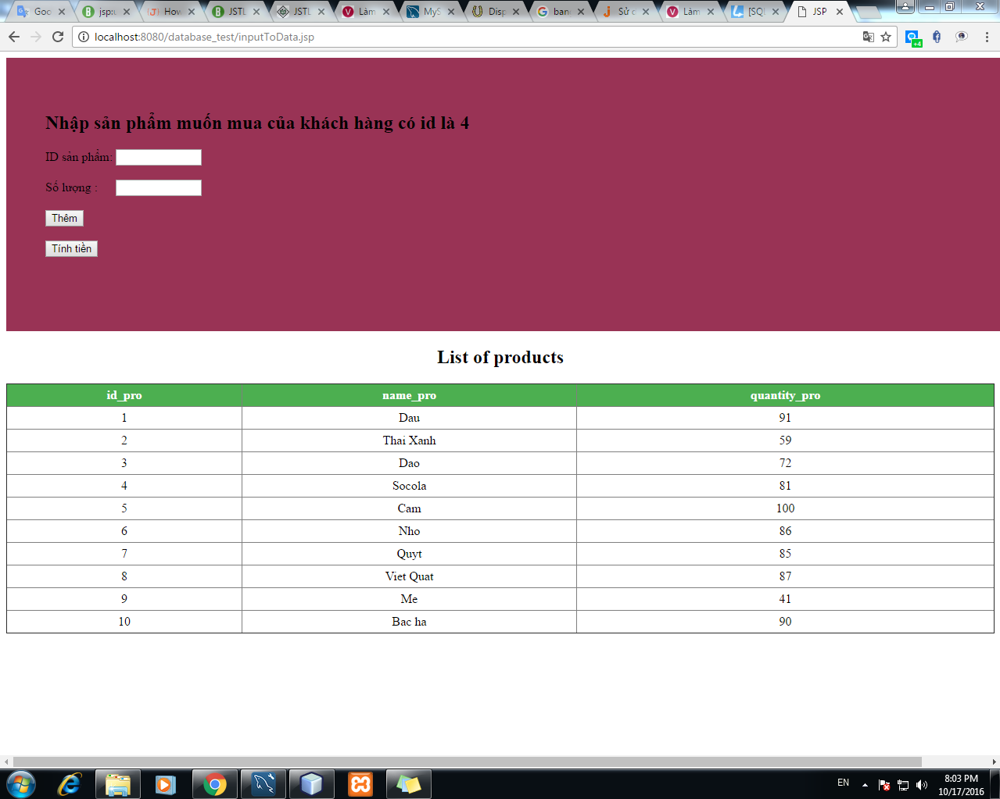 Goo
jsp:u
How
JSTL
JSTL
Làm
MyS
Disp
ban
Sử d
Làm
[SQ
JSP
localhost:8080/database_test/inputToData.jsp
+4
Nhập sản phẩm muốn mua của khách hàng có id là 4
ID sản phẩm:
Số lượng :
Thêm
Tính tiền
List of products
id_pro name_pro quantity_pro
1 Dau 91
2 Thai Xanh 59
3 Dao 72
4 Socola 81
5 Cam 100
6 Nho 86
7 Quyt 85
8 Viet Quat 87
9 Me 41
10 Bac ha 90
EN
8:03 PM
10/17/2016